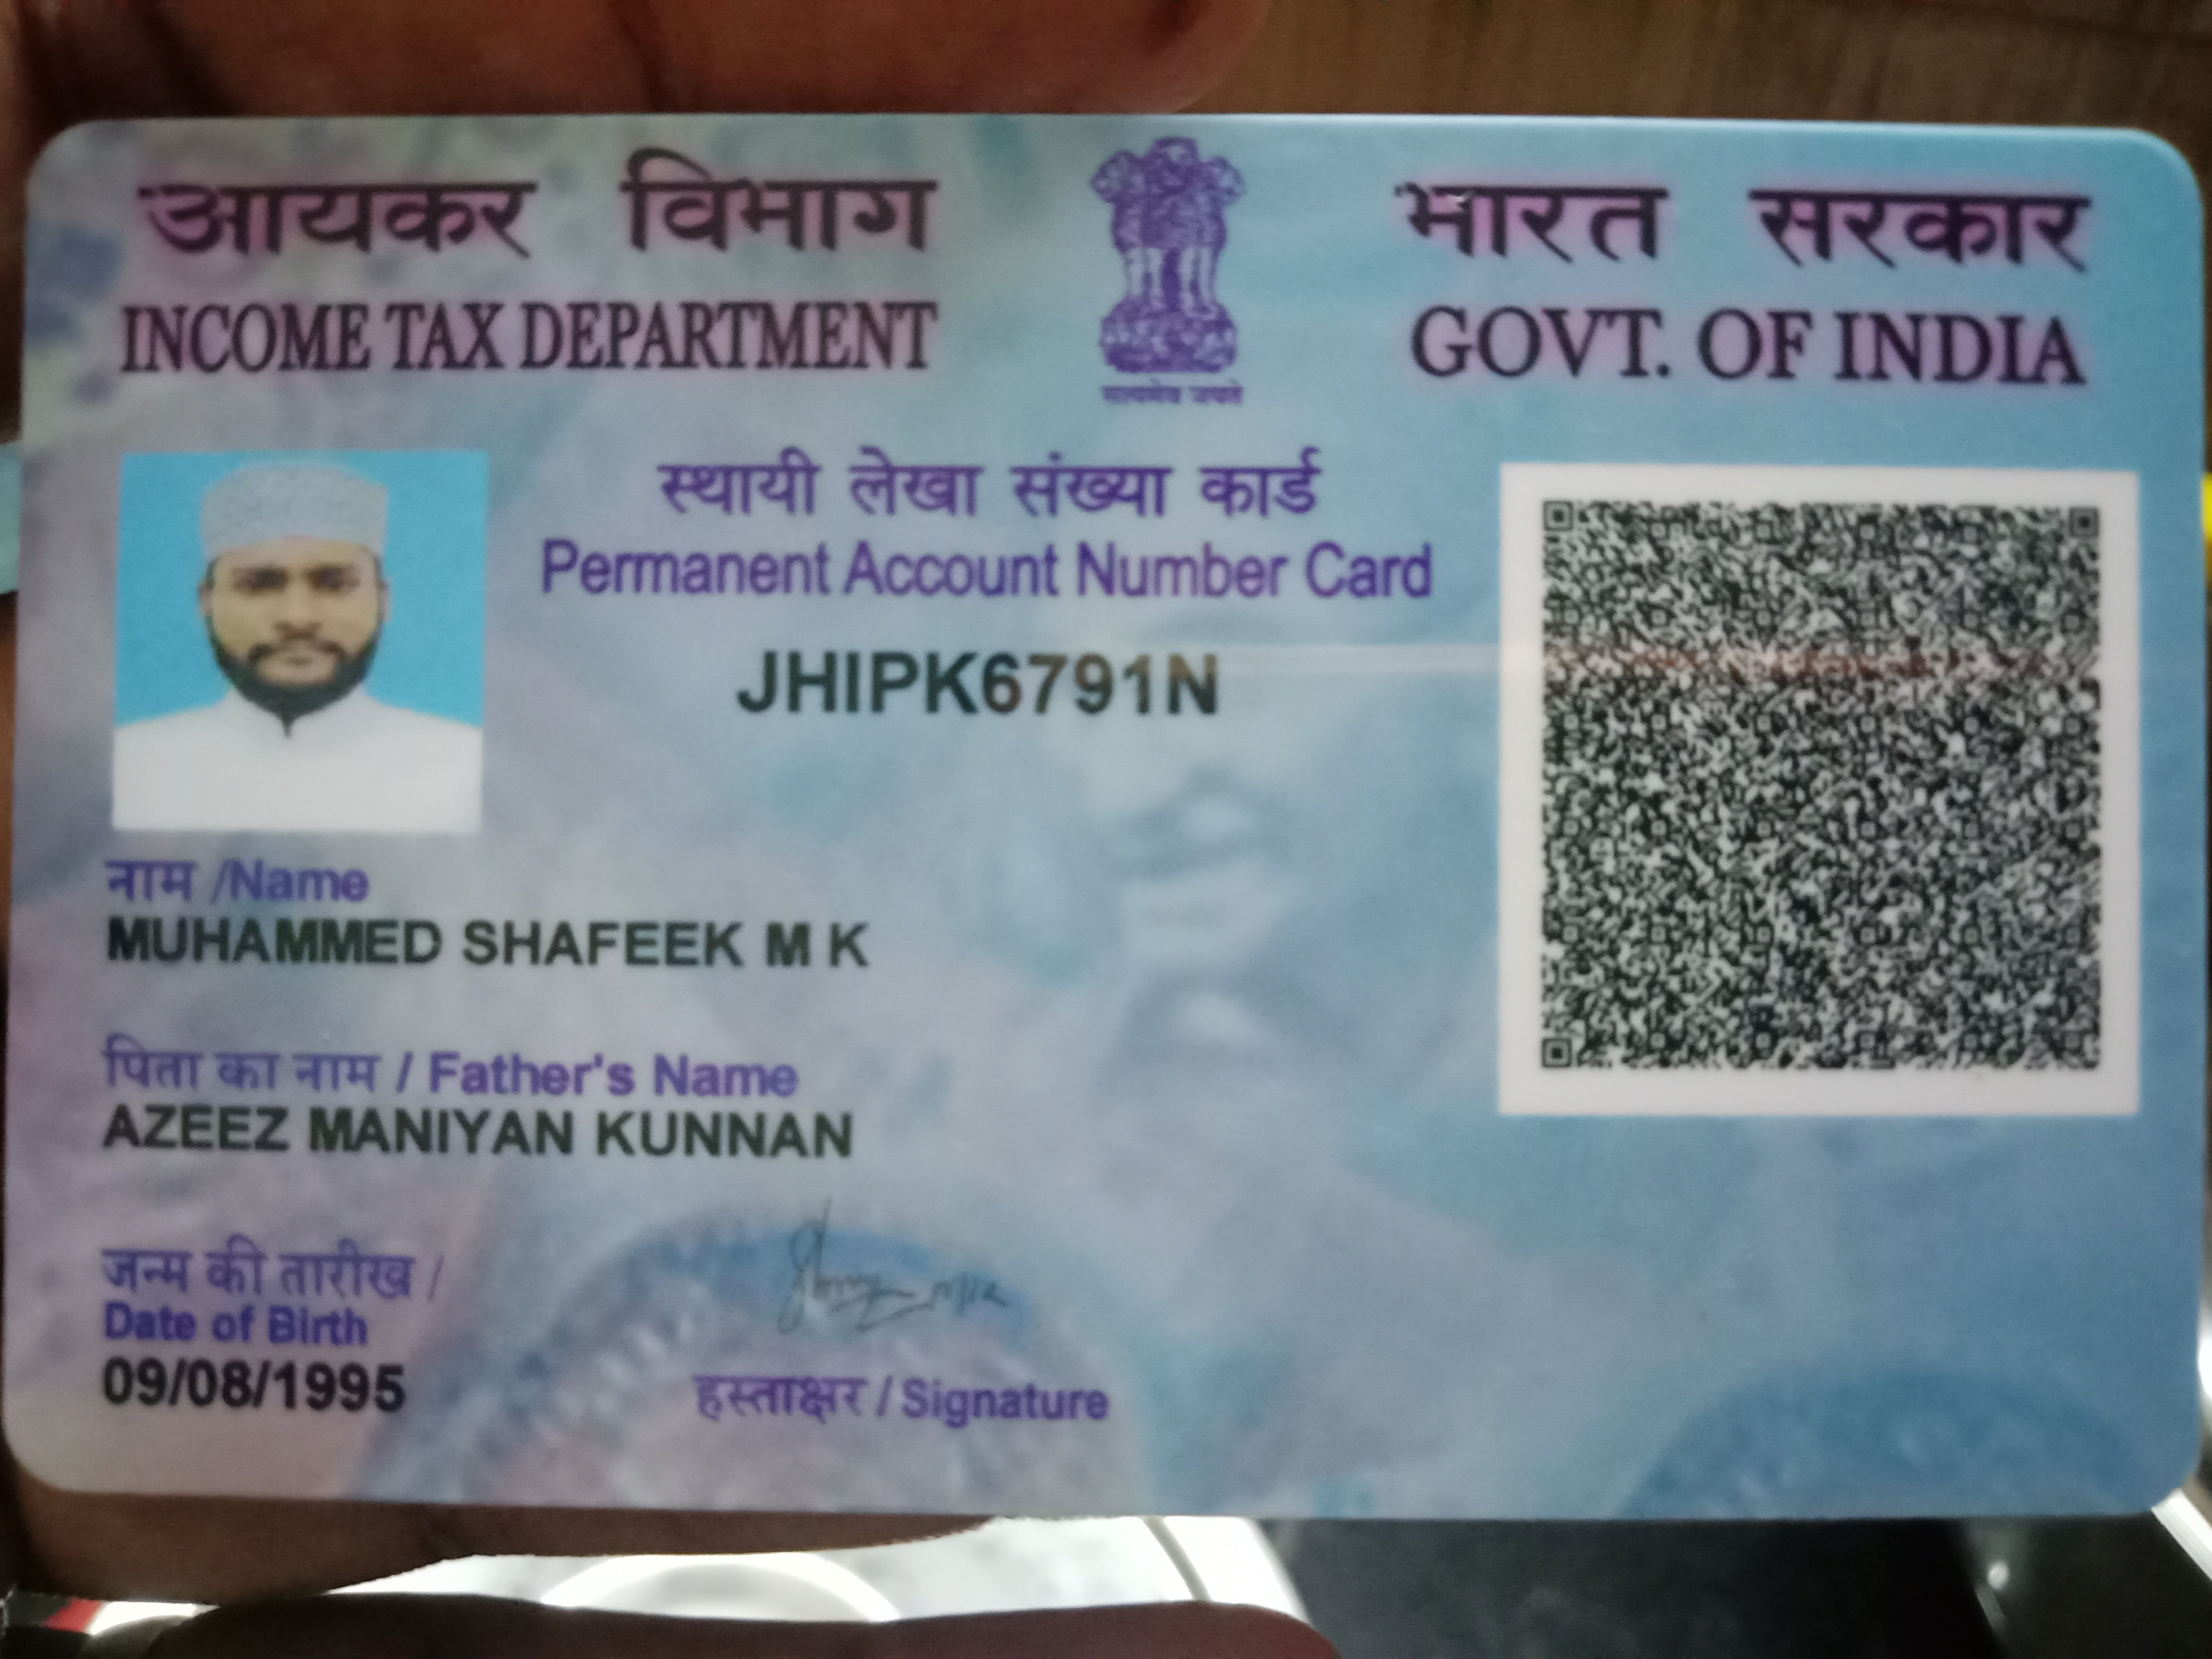 आयकर विभाग
INCOME TAX DEPARTMENT
सत्यमेव जयते
भारत सरकार
GOVT. OF INDIA
स्थायी लेखा संख्या कार्ड
Permanent Account Number Card
JHIPK6791N
नाम /Name
MUHAMMED SHAFEEK M K
पिता का नाम / Father's Name
AZEEZ MANIYAN KUNNAN
जन्म की तारीख /
Date of Birth
09/08/1995
हस्ताक्षर / Signature